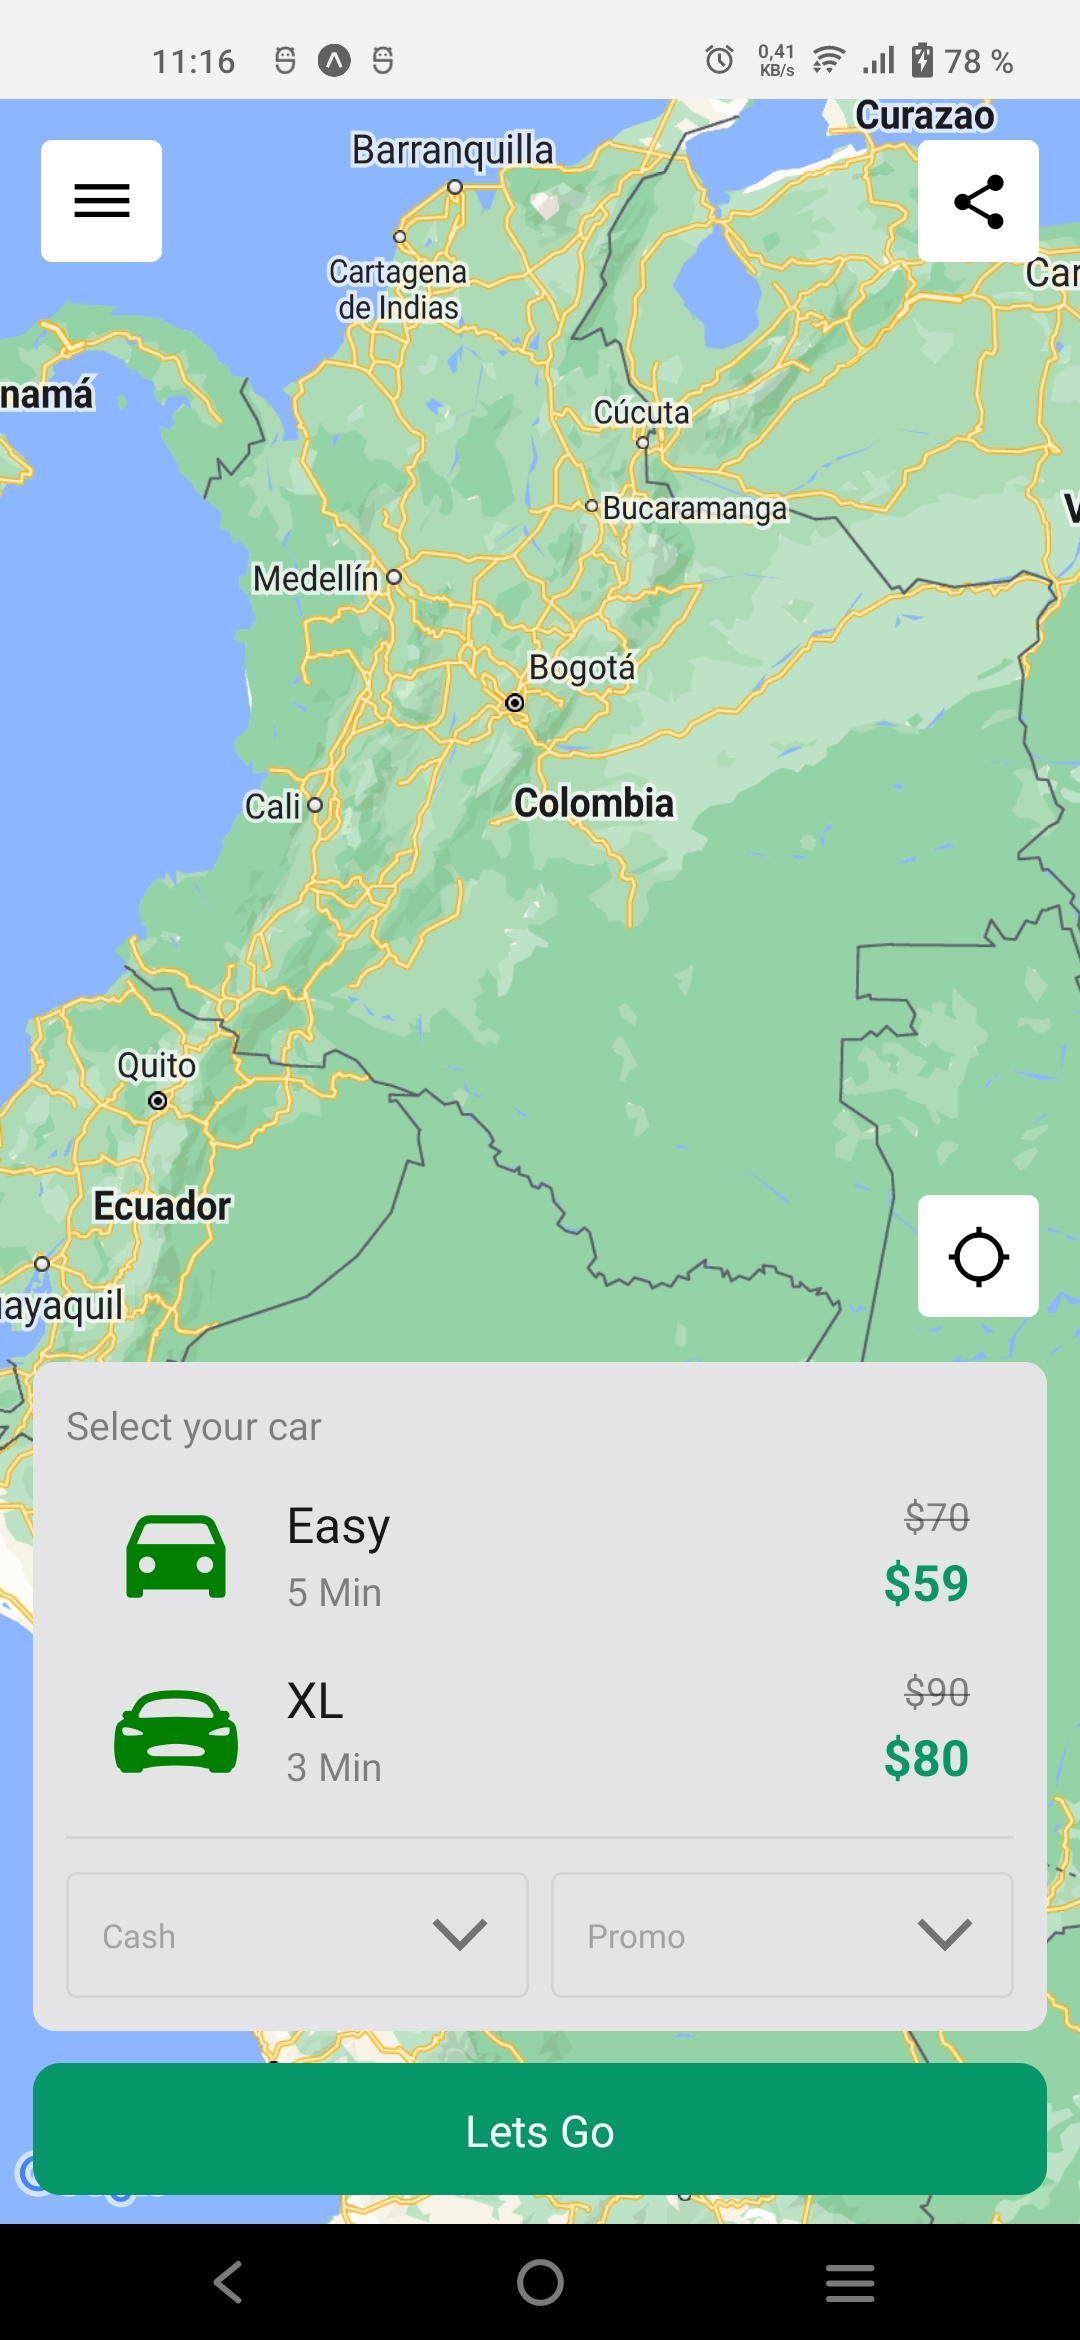 11:16
0,41
KB/s
78 %
Curazao
Barranquilla
Cartagena
de Indias
Car
namá
Cúcuta
Bucaramanga
V
Medellín
Bogotá
Cali
Colombia
Quito
Ecuador
ayaquil
Select your car
Easy
$70
5 Min
$59
XL
$90
3 Min
$80
Cash
Promo
Lets Go